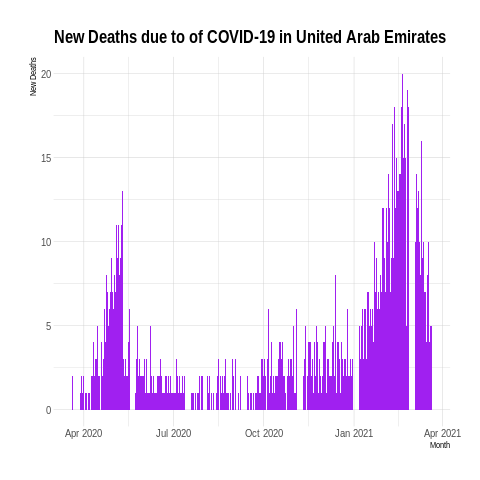 New Deaths due to of COVID-19 in United Arab Emirates
New Deaths
20
15
10
5
0
Apr 2020 Jul 2020 Oct 2020 Jan 2021 Apr 2021
Month